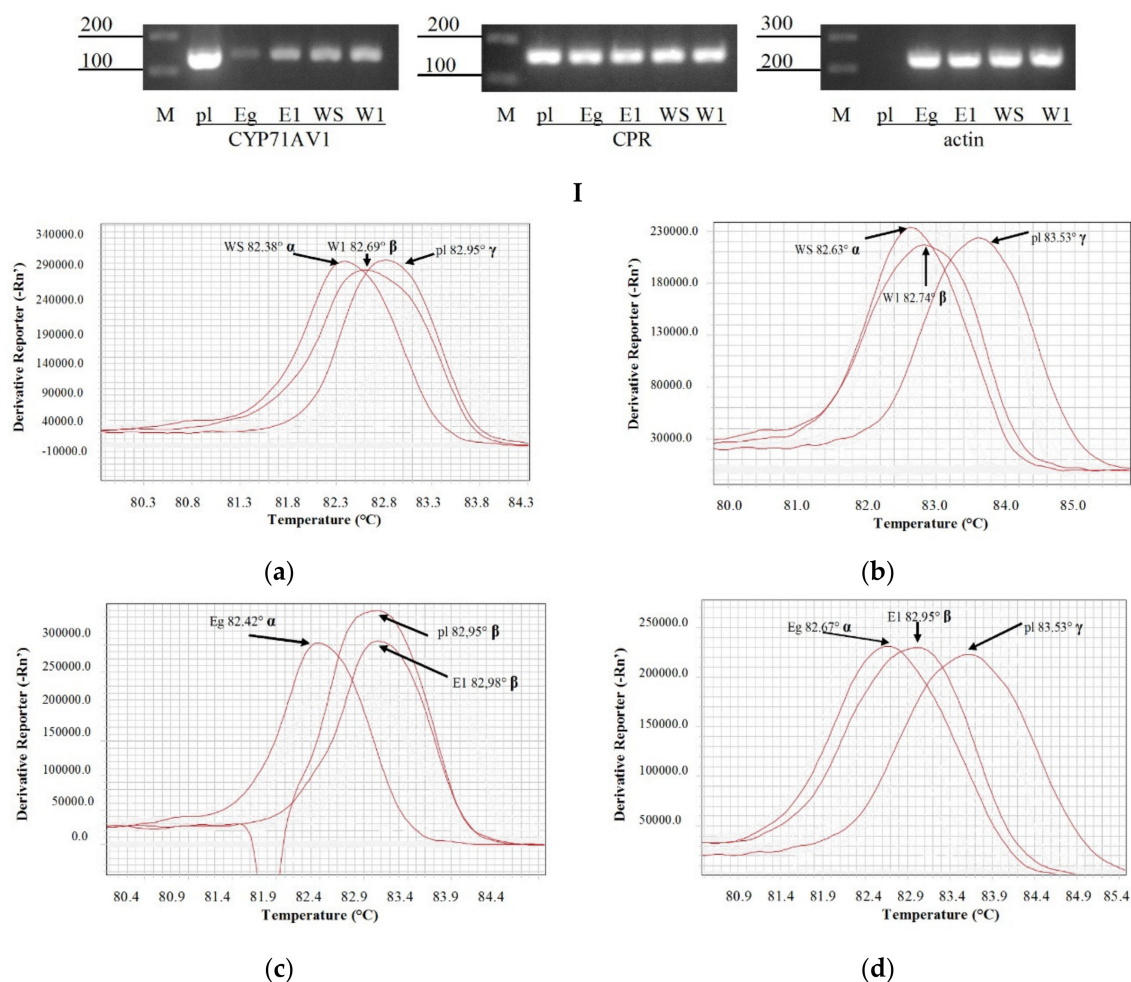 200
100
M pl Eg E1 WS W1
CYP71AV1
200
100
M pl Eg E1 WS W1
CPR
300
200
M pl Eg E1 WS W1
actin
I
Derivative Reporter (-Rn’)
340000.0
290000.0
240000.0
190000.0
140000.0
90000.0
40000.0
-10000.0
WS 82.38° α
W1 82,69° β
pl 82.95° γ
80.3 80.8 81.3 81.8 82.3 82.8 83.3 83.8 84.3
Temperature (°C)
(a)
Derivative Reporter (-Rn’)
230000.0
180000.0
130000.0
80000.0
30000.0
WS 82.63° α
W1 82.74° β
pl 83.53° γ
80.0 81.0 82.0 83.0 84.0 85.0
Temperature (°C)
(b)
Derivative Reporter (-Rn’)
300000.0
250000.0
200000.0
150000.0
100000.0
50000.0
0.0
Eg 82.42° α
pl 82,95° β
E1 82,98° β
80.4 80.9 81.4 81.9 82.4 82.9 83.4 83.9 84.4
Temperature (°C)
(c)
Derivative Reporter (-Rn’)
250000.0
200000.0
150000.0
100000.0
50000.0
Eg 82.67° α
E1 82,95° β
pl 83.53° γ
80.9 81.4 81.9 82.4 82.9 83.4 83.9 84.4 84.9 85.4
Temperature (°C)
(d)